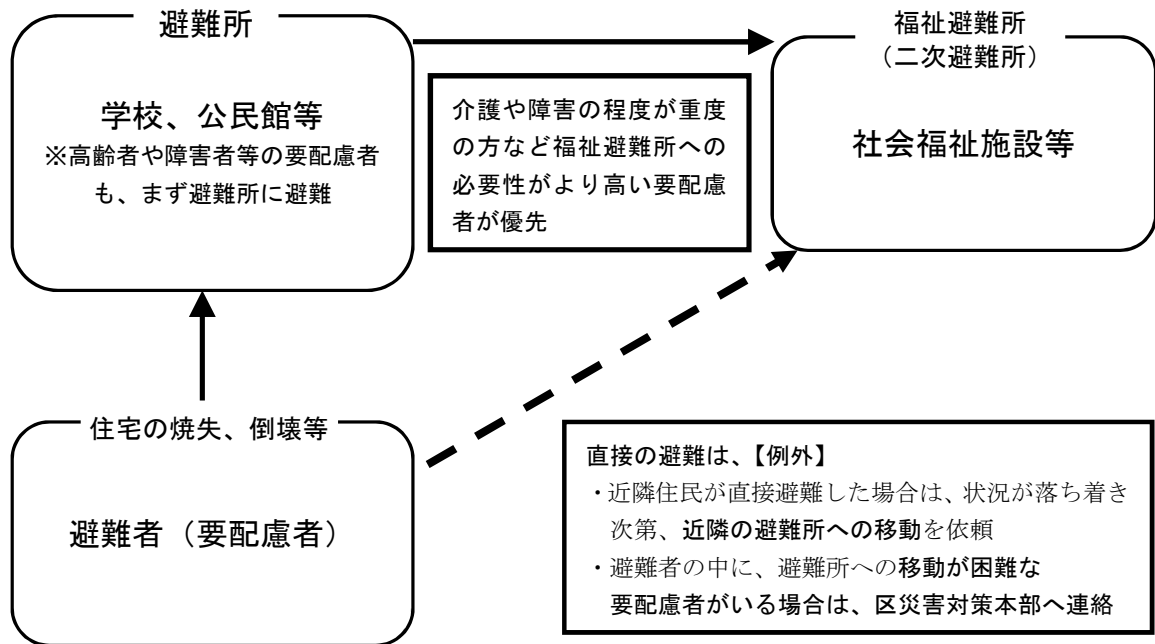 避難所
学校、公民館等
※高齢者や障害者等の要配慮者
も、まず避難所に避難
介護や障害の程度が重度
の方など福祉避難所への
必要性がより高い要配慮
者が優先
福祉避難所
（二次避難所）
社会福祉施設等
住宅の焼失、倒壊等
避難者（要配慮者）
直接の避難は、【例外】
・近隣住民が直接避難した場合は、状況が落ち着き
次第、近隣の避難所への移動を依頼
・避難者の中に、避難所への移動が困難な
要配慮者がいる場合は、区災害対策本部へ連絡